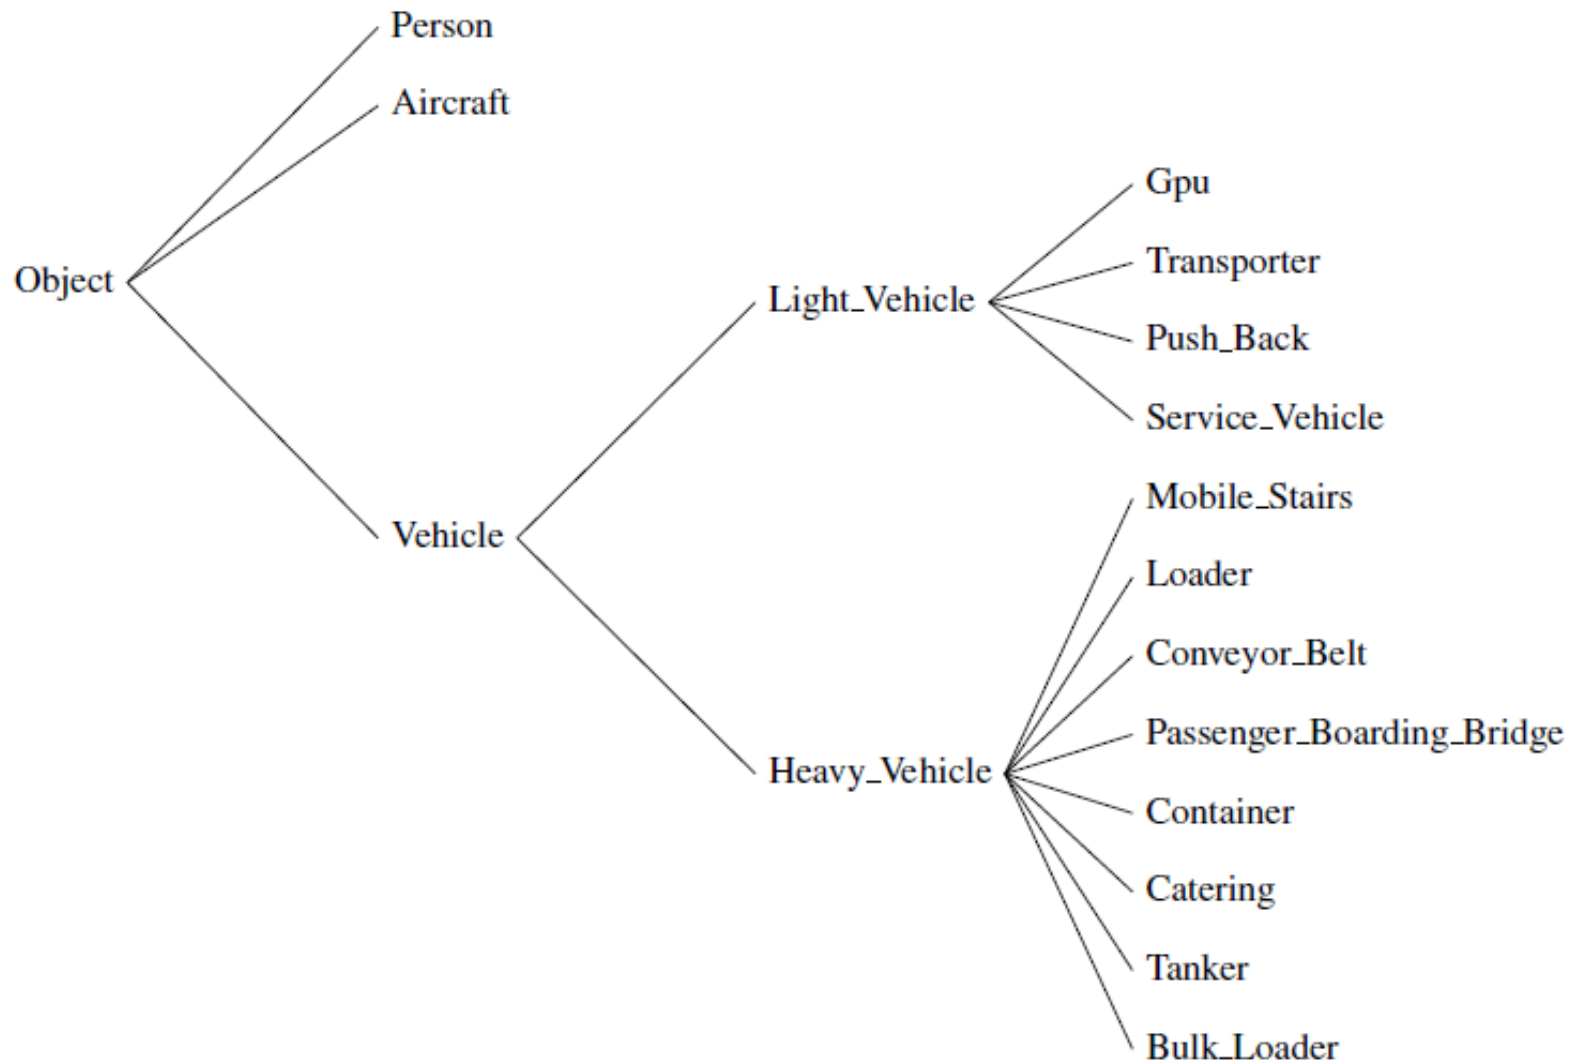 Person
Aircraft
Gpu
Transporter
Object
Light_Vehicle
Push_Back
Service_Vehicle
Mobile_Stairs
Vehicle
Loader
Conveyor_Belt
Passenger_Boarding_Bridge
Heavy_Vehicle
Container
Catering
Tanker
Bulk_Loader